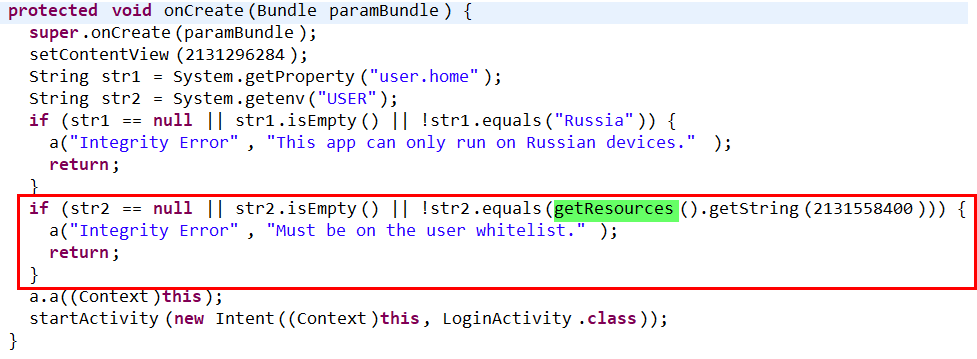 protected void onCreate(Bundle paramBundle) {
super.onCreate(paramBundle);
setContentView(2131296284);
String str1 = System.getProperty("user.home");
String str2 = System.getenv("USER");
if (str1 == null || str1.isEmpty() || !str1.equals("Russia")) {
a("Integrity Error", "This app can only run on Russian devices." );
return;
}
if (str2 == null || str2.isEmpty() || !str2.equals(getResources().getString(2131558400))) {
a("Integrity Error", "Must be on the user whitelist." );
return;
}
a.a((Context)this);
startActivity(new Intent((Context)this, LoginActivity.class));
}